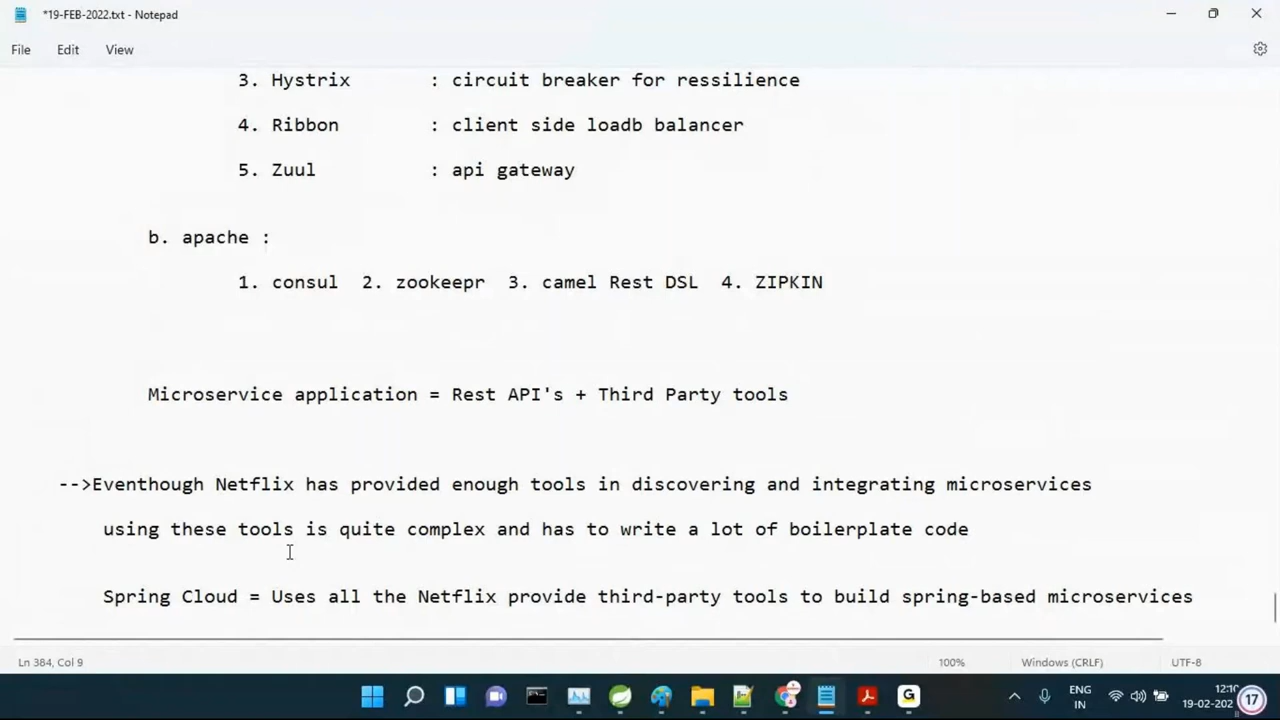 *19-FEB-2022.txt - Notepad
File Edit View
3. Hystrix : circuit breaker for ressilience
4. Ribbon : client side loadb balancer
5. Zuul : api gateway
b. apache :
1. consul 2. zookeepr 3. camel Rest DSL 4. ZIPKIN
Microservice application = Rest API's + Third Party tools
-->Eventhough Netflix has provided enough tools in discovering and integrating microservices
using these tools is quite complex and has to write a lot of boilerplate code
Spring Cloud = Uses all the Netflix provide third-party tools to build spring-based microservices
Ln 384, Col 9 100% Windows (CRLF) UTF-8
ENG
IN
19-02-202
17